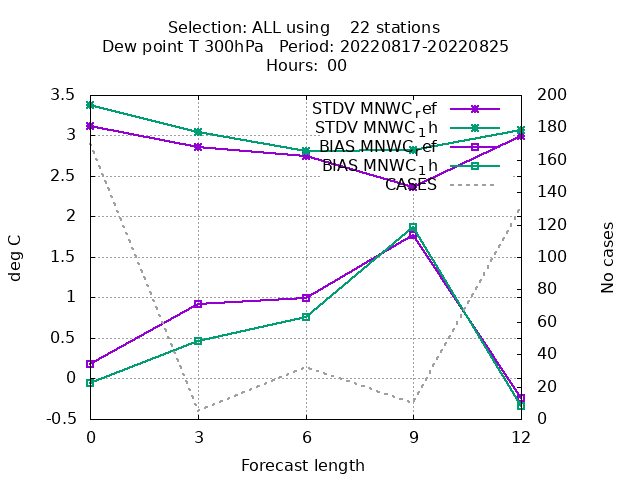 Selection: ALL using    22 stations
Dew point T 300hPa   Period: 20220817-20220825
Hours:  00
STDV MNWC_ref
STDV MNWC_1h
BIAS MNWC_ref
BIAS MNWC_1h
CASES
3.5
3
2.5
2
1.5
1
0.5
0
-0.5
200
180
160
140
120
100
80
60
40
20
0
deg C
No cases
0 3 6 9 12
Forecast length